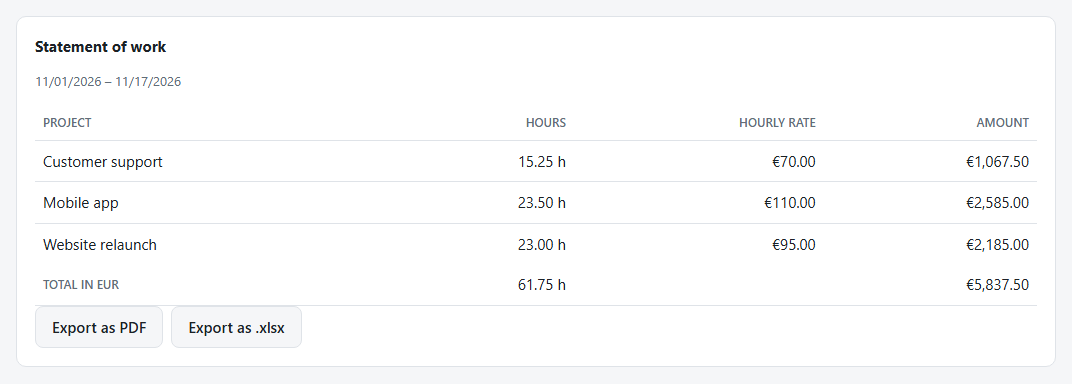 Statement of work
11/01/2026 – 11/17/2026
PROJECT HOURS HOURLY RATE AMOUNT
Customer support 15.25 h €70.00 €1,067.50
Mobile app 23.50 h €110.00 €2,585.00
Website relaunch 23.00 h €95.00 €2,185.00
TOTAL IN EUR 61.75 h €5,837.50
Export as PDF Export as .xlsx